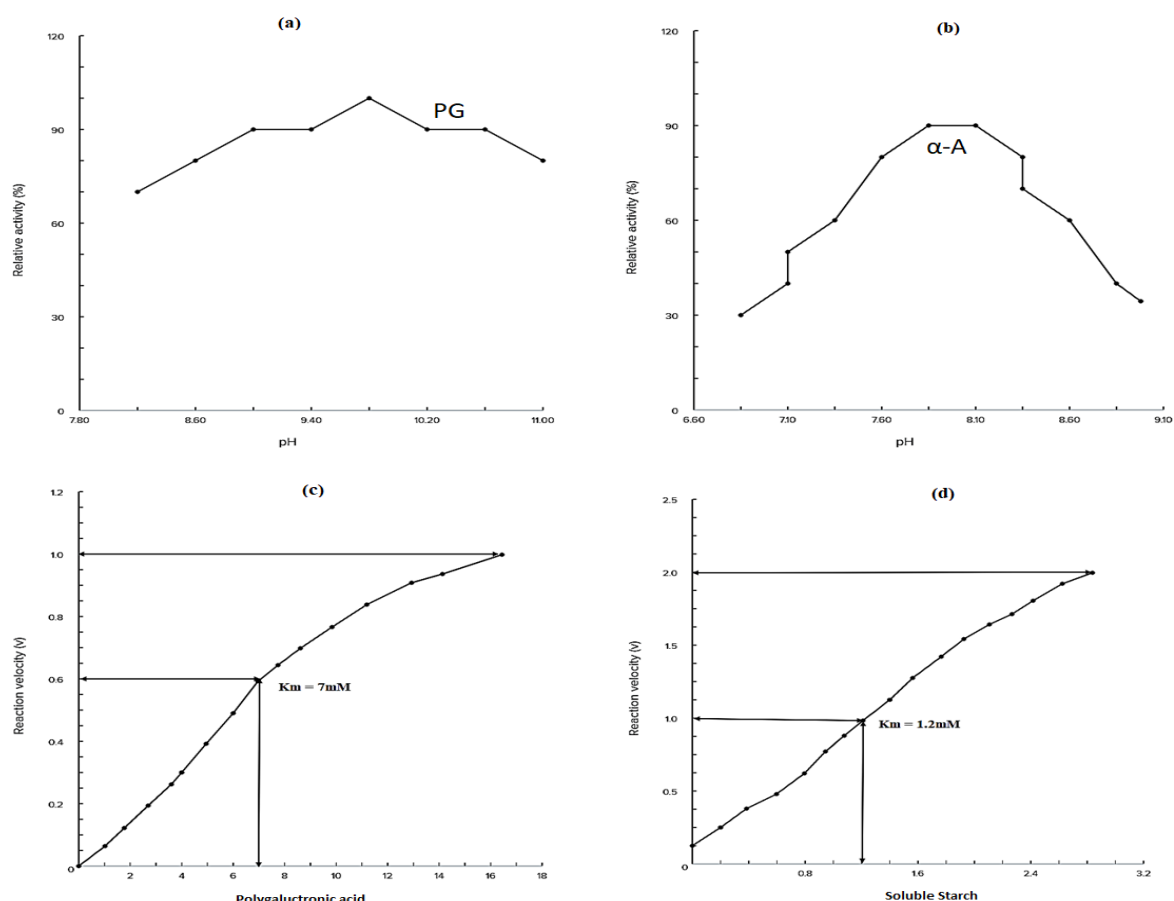 (a)
120
90
60
30
0
Relative activity (%)
PG
7.80
8.60
9.40
10.20
11.00
pH
(b)
120
90
60
30
0
Relative activity (%)
α-A
6.60
7.10
7.60
8.10
8.60
9.10
pH
(c)
1.2
1.0
0.8
0.6
0.4
0.2
0
Reaction velocity (v)
Km = 7mM
2
4
6
8
10
12
14
16
18
Polygaluctronic acid
(d)
2.5
2.0
1.5
1.0
0.5
0
Reaction velocity (v)
Km = 1.2mM
0.8
1.6
2.4
3.2
Soluble Starch